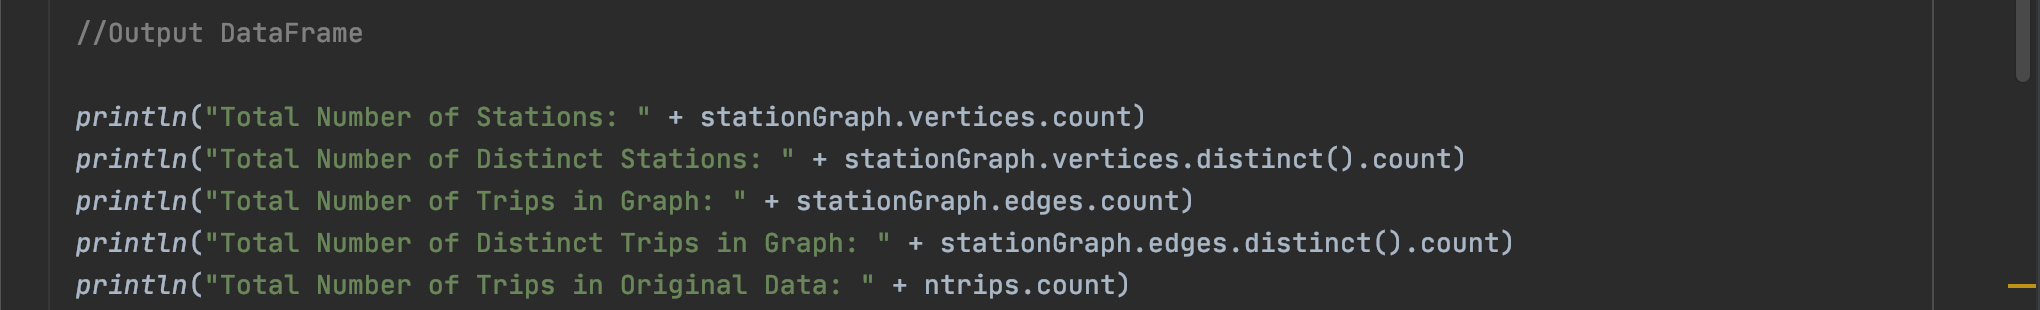 //Output DataFrame
println("Total Number of Stations: " + stationGraph.vertices.count)
println("Total Number of Distinct Stations: " + stationGraph.vertices.distinct().count)
println("Total Number of Trips in Graph: " + stationGraph.edges.count)
println("Total Number of Distinct Trips in Graph: " + stationGraph.edges.distinct().count)
println("Total Number of Trips in Original Data: " + ntrips.count)